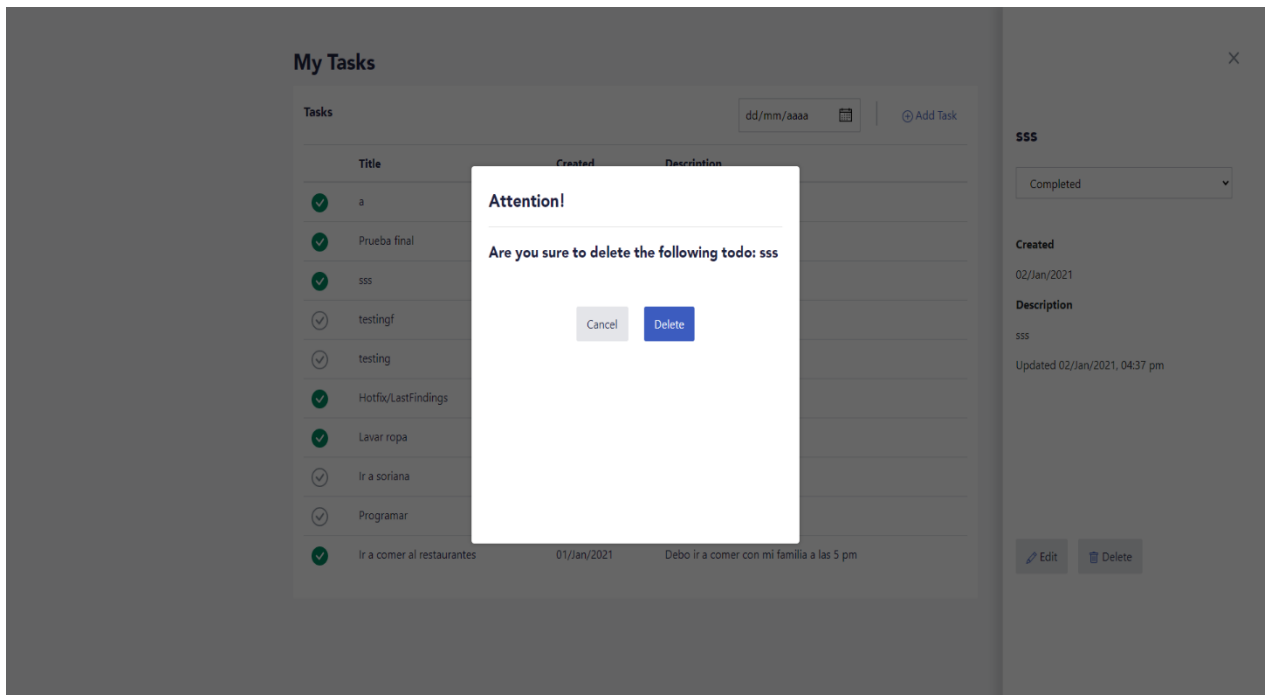 My Tasks
Tasks
dd/mm/aaaa
Add Task
Title Created Description
a
Prueba final
sss
testingf
testing
Hotfix/LastFindings
Lavar ropa
Ir a soriana
Programar
Ir a comer al restaurantes 01/Jan/2021 Debo ir a comer con mi familia a las 5 pm
Attention!
Are you sure to delete the following todo: sss
Cancel Delete
sss
Completed
Created
02/Jan/2021
Description
sss
Updated 02/Jan/2021, 04:37 pm
Edit Delete